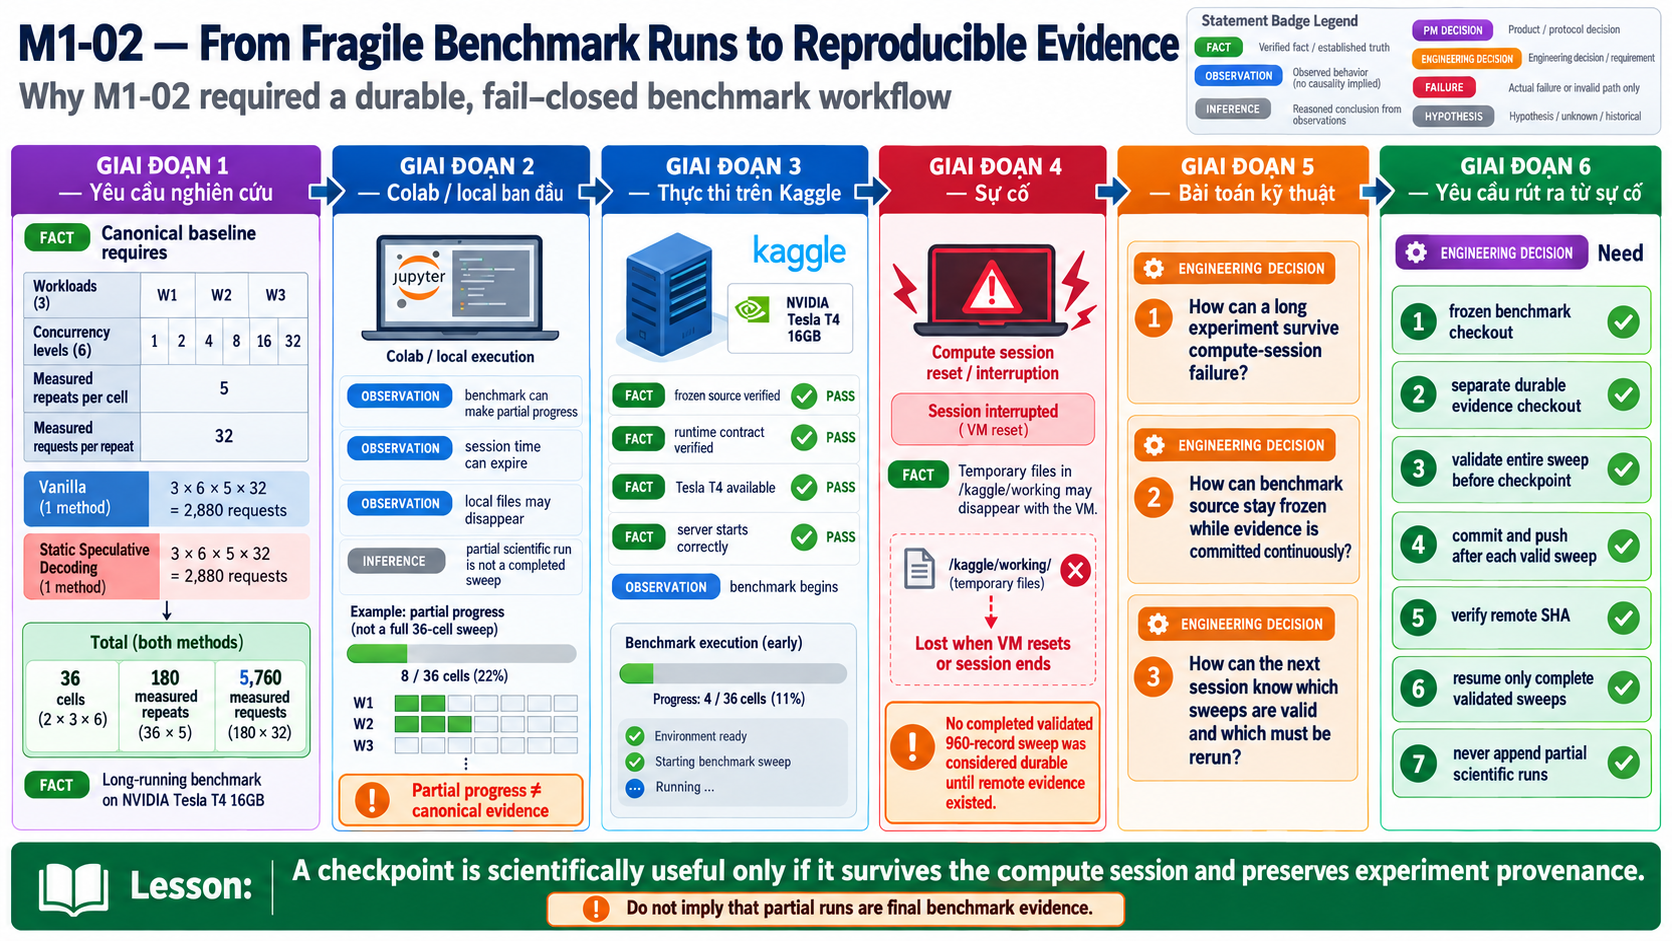 M1-02 — From Fragile Benchmark Runs to Reproducible Evidence
Why M1-02 required a durable, fail–closed benchmark workflow
Statement Badge Legend
FACT
Verified fact / established truth
OBSERVATION
Observed behavior
(no causality implied)
INFERENCE
Reasoned conclusion from
observations
PM DECISION
Product / protocol decision
ENGINEERING DECISION
Engineering decision / requirement
FAILURE
Actual failure or invalid path only
HYPOTHESIS
Hypothesis / unknown / historical
GIAI ĐOẠN 1
— Yêu cầu nghiên cứu
FACT
Canonical baseline
requires
Workloads
(3)
W1 W2 W3
Concurrency
levels (6)
1 2 4 8 16 32
Measured
repeats per cell
5
Measured
requests per repeat
32
Vanilla
(1 method)
3 × 6 × 5 × 32
= 2,880 requests
Static Speculative
Decoding
(1 method)
3 × 6 × 5 × 32
= 2,880 requests
Total (both methods)
36
cells
(2 × 3 × 6)
180
measured
repeats
(36 × 5)
5,760
measured
requests
(180 × 32)
FACT
Long-running benchmark
on NVIDIA Tesla T4 16GB
GIAI ĐOẠN 2
— Colab / local ban đầu
jupyter
Colab / local execution
OBSERVATION
benchmark can
make partial progress
OBSERVATION
session time
can expire
OBSERVATION
local files may
disappear
INFERENCE
partial scientific run
is not a completed
sweep
Example: partial progress
(not a full 36-cell sweep)
8 / 36 cells (22%)
W1
W2
W3
⋮
! Partial progress ≠
canonical evidence
GIAI ĐOẠN 3
— Thực thi trên Kaggle
kaggle
NVIDIA
Tesla T4
16GB
FACT
frozen source verified
PASS
FACT
runtime contract
verified
PASS
FACT
Tesla T4 available
PASS
FACT
server starts
correctly
PASS
OBSERVATION
benchmark begins
Benchmark execution (early)
Progress: 4 / 36 cells (11%)
Environment ready
Starting benchmark sweep
Running ...
GIAI ĐOẠN 4
— Sự cố
Compute session
reset / interruption
Session interrupted
( VM reset)
FACT
Temporary files in
/kaggle/working may
disappear with the VM.
/kaggle/working/
(temporary files)
Lost when VM resets
or session ends
! No completed validated
960-record sweep was
considered durable
until remote evidence
existed.
GIAI ĐOẠN 5
— Bài toán kỹ thuật
ENGINEERING DECISION
1
How can a long
experiment survive
compute-session
failure?
ENGINEERING DECISION
2
How can benchmark
source stay frozen
while evidence is
committed continuously?
ENGINEERING DECISION
3
How can the next
session know which
sweeps are valid
and which must be
rerun?
GIAI ĐOẠN 6
— Yêu cầu rút ra từ sự cố
ENGINEERING DECISION
Need
1
frozen benchmark
checkout
2
separate durable
evidence checkout
3
validate entire sweep
before checkpoint
4
commit and push
after each valid sweep
5
verify remote SHA
6
resume only complete
validated sweeps
7
never append partial
scientific runs
Lesson:
A checkpoint is scientifically useful only if it survives the compute session and preserves experiment provenance.
! Do not imply that partial runs are final benchmark evidence.